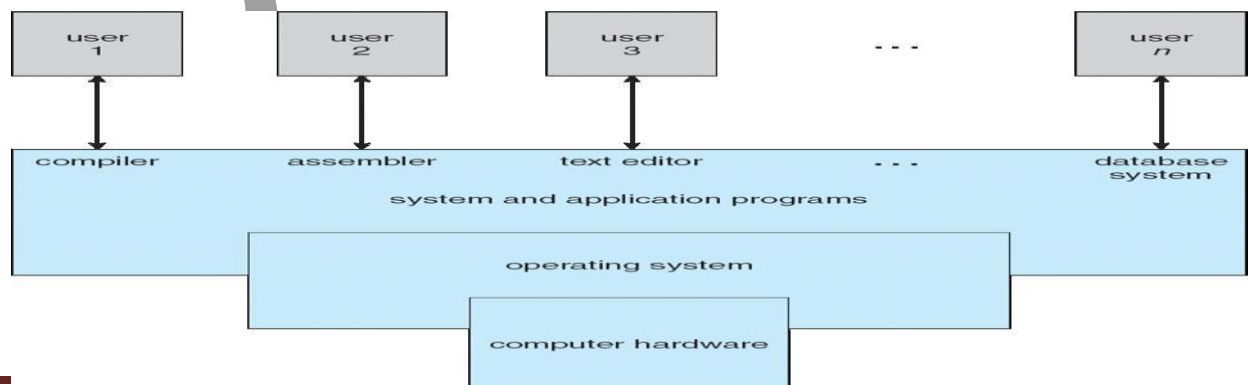 user
1
user
2
user
3
. . .
user
n
compiler
assembler
text editor
. . .
database
system
system and application programs
operating system
computer hardware